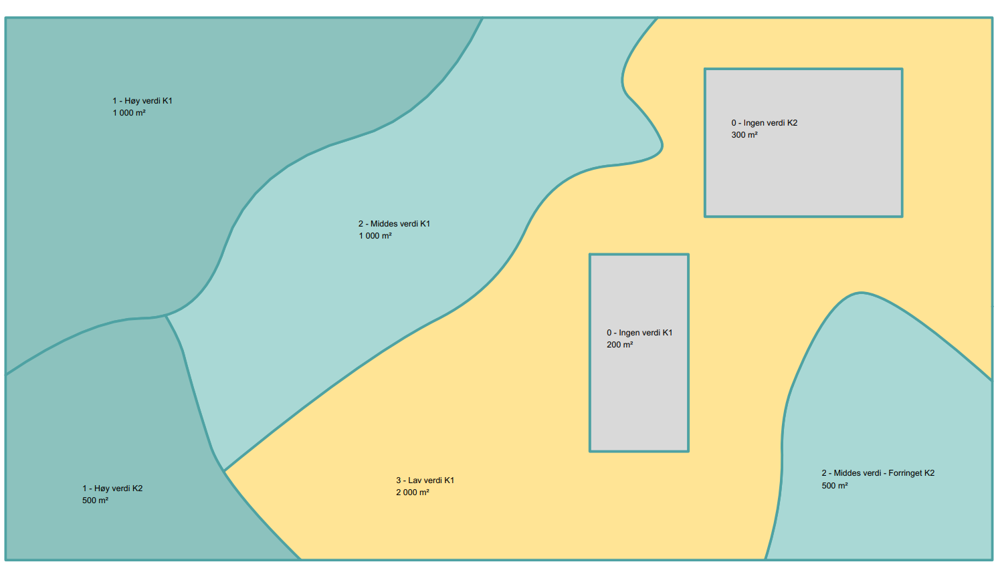 1 - Høy verdi K1
1 000 m²
0 - Ingen verdi K2
300 m²
2 - Middes verdi K1
1 000 m²
0 - Ingen verdi K1
200 m²
3 - Lav verdi K1
2 000 m²
2 - Middes verdi - Forringet K2
500 m²
1 - Høy verdi K2
500 m²